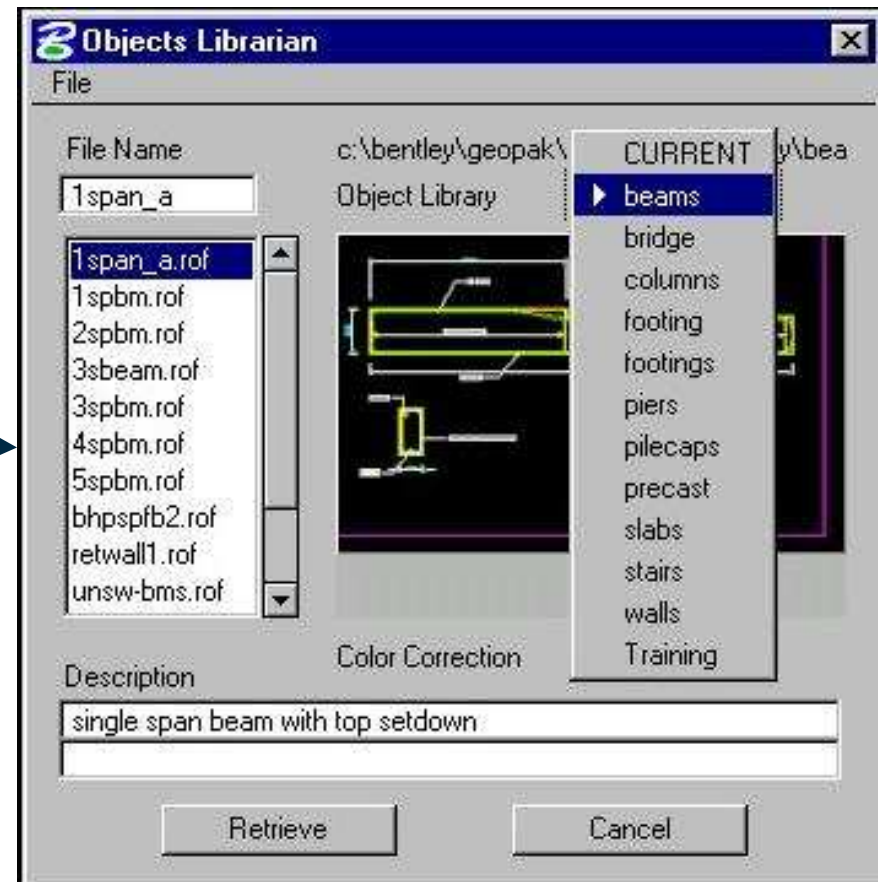 Objects Librarian
File
File Name
c:\bentley\geopak\
y\bea
1span_a
Object Library
1span_a.rof
1spbm.rof
2spbm.rof
3sbeam.rof
3spbm.rof
4spbm.rof
5spbm.rof
bhpspfb2.rof
retwall1.rof
unsw-bms.rof
CURRENT
beams
bridge
columns
footing
footings
piers
pilecaps
precast
slabs
stairs
walls
Training
Color Correction
Description
single span beam with top setdown
Retrieve
Cancel